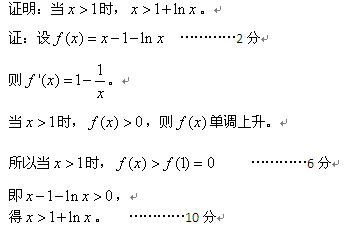 证明：当 x>1时， x>1+ln x 。
证：设 f(x)=x-1-ln x …………2 分
则 f'(x)=1-1/x。
当 x>1时， f(x)>0，则 f(x)单调上升。
所以当 x>1时， f(x)>f(1)=0 …………6 分
即 x-1-ln x>0，
得 x>1+ln x 。 …………10 分